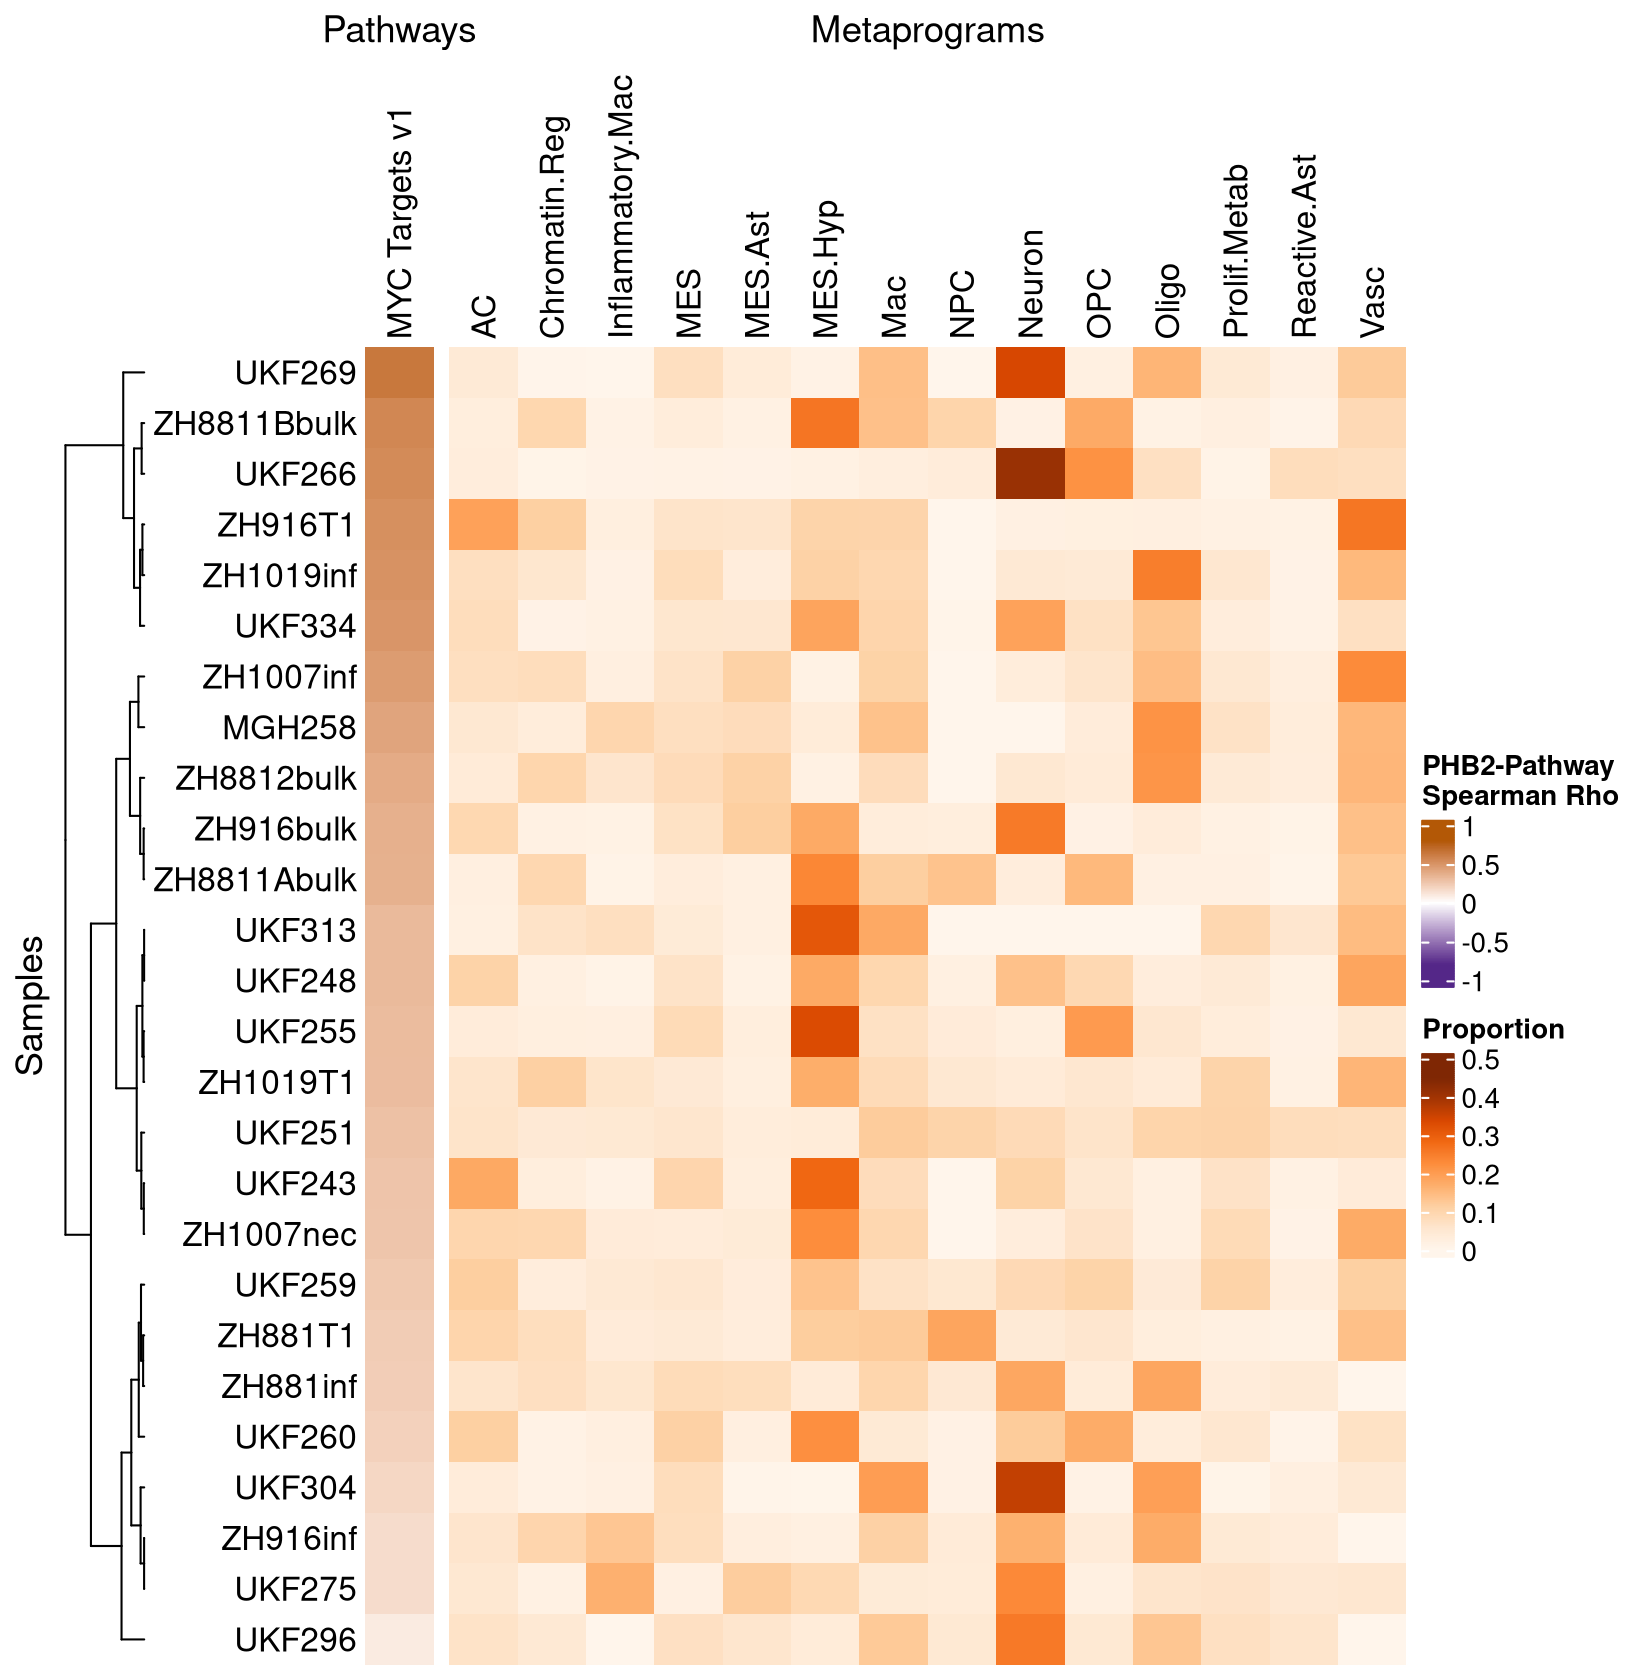 Pathways
Metaprograms
MYC Targets v1
AC
Chromatin.Reg
Inflammatory.Mac
MES
MES.Ast
MES.Hyp
Mac
NPC
Neuron
OPC
Oligo
Prolif.Metab
Reactive.Ast
Vasc
Samples
UKF269
ZH8811Bbulk
UKF266
ZH916T1
ZH1019inf
UKF334
ZH1007inf
MGH258
ZH8812bulk
ZH916bulk
ZH8811Abulk
UKF313
UKF248
UKF255
ZH1019T1
UKF251
UKF243
ZH1007nec
UKF259
ZH881T1
ZH881inf
UKF260
UKF304
ZH916inf
UKF275
UKF296
PHB2-Pathway
Spearman Rho
1
0.5
0
-0.5
-1
Proportion
0.5
0.4
0.3
0.2
0.1
0